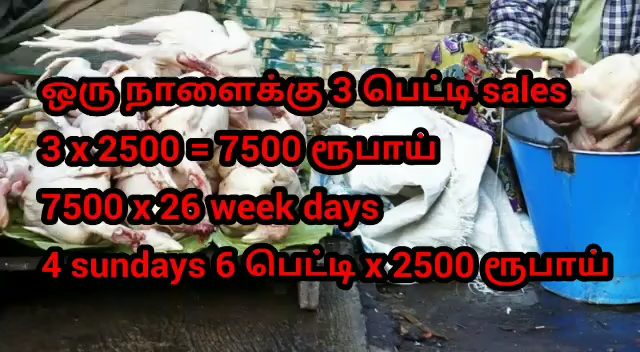 ஒரு நாளைக்கு 3 பெட்டி sales
3 x 2500 = 7500 ரூபாய்
7500 x 26 week days
4 sundays 6 பெட்டி x 2500 ரூபாய்